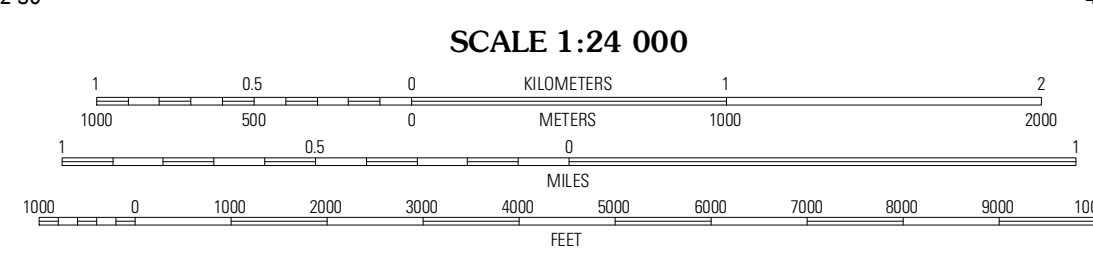 SCALE 1:24 000
1 0.5 0 KILOMETERS 1 2
1000 500 0 METERS 1000 2000
1 0.5 0 1
MILES
1000 0 1000 2000 3000 4000 5000 6000 7000 8000 9000
FEET